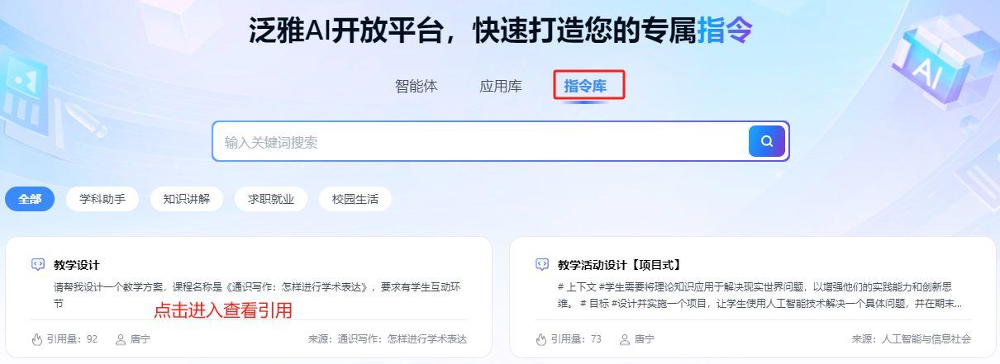 泛雅AI开放平台，快速打造您的专属指令
AI
智能体 应用库 指令库
输入关键词搜索
全部 学科助手 知识讲解 求职就业 校园生活
教学设计
请帮我设计一个教学方案，课程名称是《通识写作：怎样进行学术表达》，要求有学生互动环
节
点击进入查看引用
引用量：92 唐宁 来源：通识写作：怎样进行学术表达
教学活动设计【项目式】
# 上下文 #学生需要将理论知识应用于解决现实世界问题，以增强他们的实践能力和创新思
维。 # 目标 #设计并实施一个项目，让学生使用人工智能技术解决一个具体问题，并在期末...
引用量：73 唐宁 来源：人工智能与信息社会